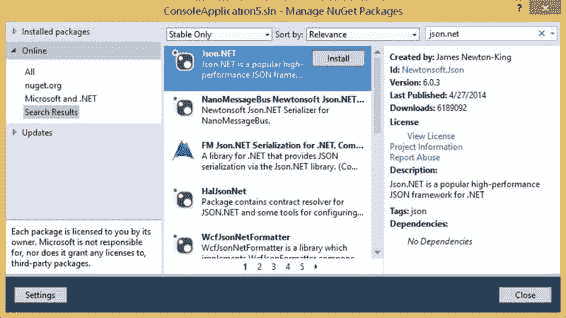 ConsoleApplication5.sln - Manage NuGet Packages
?
Installed packages
Online
All
nuget.org
Microsoft and .NET
Search Results
Updates
Each package is licensed to you by its
owner. Microsoft is not responsible
for, nor does it grant any licenses to,
third-party packages.
Stable Only
Sort by: Relevance
Json.NET
Json.NET is a popular high-
performance JSON frame...
Install
NanoMessageBus Newtonsoft Json.NET...
Newtonsoft Json.NET Serializer for
NanoMessageBus.
FM Json.NET Serialization for .NET, Com...
A library for .NET that provides JSON
serialization via the Json.NET library. (Co...
HalJsonNet
Package contains contract resolver for
JSON.NET and some tools for configuring...
WcfJsonNetFormatter
WcfJsonNetFormatter is a library which
implements WcfJsonFormatter compone...
1 2 3 4 5
json.net
Created by: James Newton-King
Id: Newtonsoft.Json
Version: 6.0.3
Last Published: 4/27/2014
Downloads: 6189092
License
View License
Project Information
Report Abuse
Description:
Json.NET is a popular high-performance
JSON framework for .NET
Tags: json
Dependencies:
No Dependencies
Settings
Close